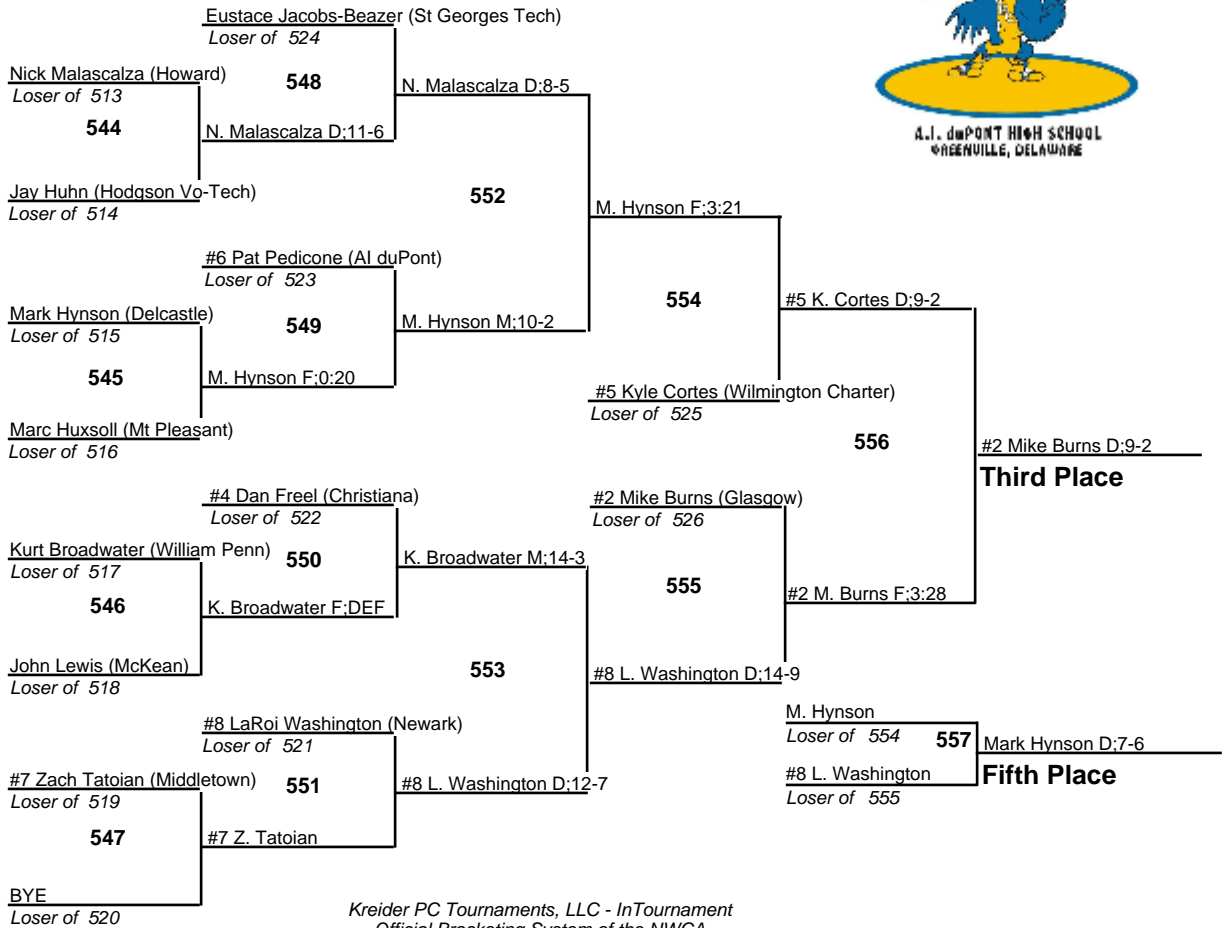 Eustace Jacobs-Beazer (St Georges Tech)
Loser of 524
Nick Malascalza (Howard)
Loser of 513
548
N. Malascalza D;8-5
544
N. Malascalza D;11-6
A.I. duPONT HIGH SCHOOL
GREENVILLE, DELAWARE
Jay Huhn (Hodgson Vo-Tech)
Loser of 514
552
M. Hynson F;3:21
#6 Pat Pedicone (AI duPont)
Loser of 523
554
#5 K. Cortes D;9-2
Mark Hynson (Delcastle)
Loser of 515
549
M. Hynson M;10-2
545
M. Hynson F;0:20
#5 Kyle Cortes (Wilmington Charter)
Loser of 525
Marc Huxsoll (Mt Pleasant)
Loser of 516
556
#2 Mike Burns D;9-2
Third Place
#4 Dan Freel (Christiana)
Loser of 522
#2 Mike Burns (Glasgow)
Loser of 526
Kurt Broadwater (William Penn)
Loser of 517
550
K. Broadwater M;14-3
555
#2 M. Burns F;3:28
546
K. Broadwater F;DEF
John Lewis (McKean)
Loser of 518
553
#8 L. Washington D;14-9
M. Hynson
Loser of 554
557
Mark Hynson D;7-6
Fifth Place
#8 L. Washington
Loser of 555
#8 LaRoi Washington (Newark)
Loser of 521
#7 Zach Tatoian (Middletown)
Loser of 519
551
#8 L. Washington D;12-7
547
#7 Z. Tatoian
BYE
Loser of 520
Kreider PC Tournaments, LLC - InTournament
Official Bracketing System of the NWCA